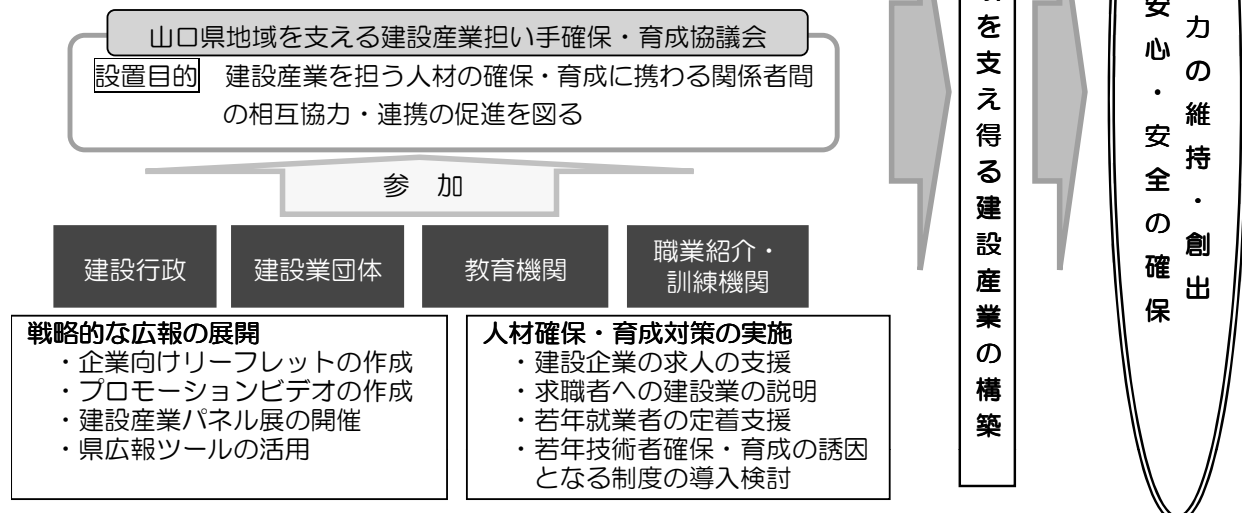 山口県地域を支える建設産業担い手確保・育成協議会
設置目的 建設産業を担う人材の確保・育成に携わる関係者間
の相互協力・連携の促進を図る
参 加
建設行政
建設業団体
教育機関
職業紹介・
訓練機関
戦略的な広報の展開
・企業向けリーフレットの作成
・プロモーションビデオの作成
・建設産業パネル展の開催
・県広報ツールの活用
人材確保・育成対策の実施
・建設企業の求人の支援
・求職者への建設業の説明
・若年就業者の定着支援
・若年技術者確保・育成の誘因
となる制度の導入検討
を支え得る建設産業の構築
力の維持・創出
安心・安全の確保